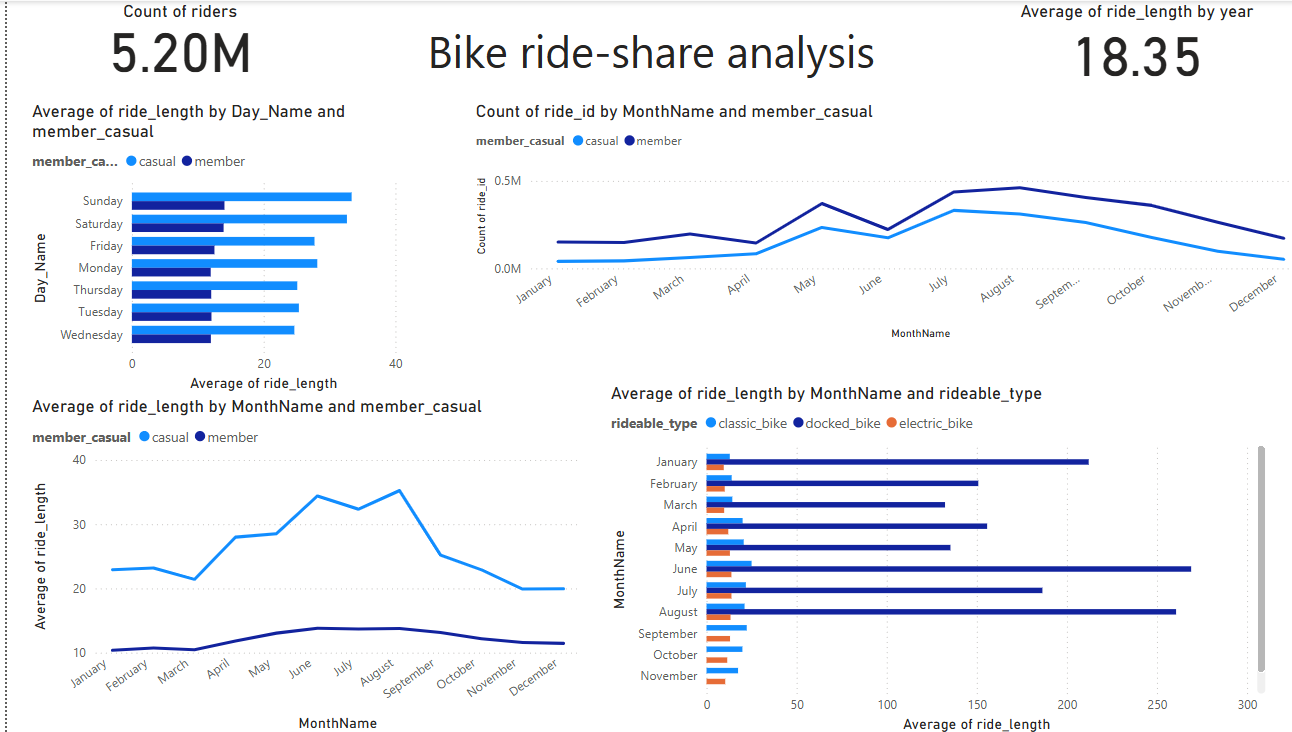 Count of riders
5.20M
Bike ride-share analysis
Average of ride_length by year
18.35
Average of ride_length by Day_Name and
member_casual
member_ca... casual member
Day_Name
Sunday
Saturday
Friday
Monday
Thursday
Tuesday
Wednesday
0 20 40
Average of ride_length
Count of ride_id by MonthName and member_casual
member_casual casual member
Count of ride_id
0.5M
0.0M
January February March April May June July August Septem... October Novemb... December
MonthName
Average of ride_length by MonthName and member_casual
member_casual casual member
Average of ride_length
40
30
20
10
January February March April May June July August September October November December
MonthName
Average of ride_length by MonthName and rideable_type
rideable_type classic_bike docked_bike electric_bike
MonthName
January
February
March
April
May
June
July
August
September
October
November
0 50 100 150 200 250 300
Average of ride_length